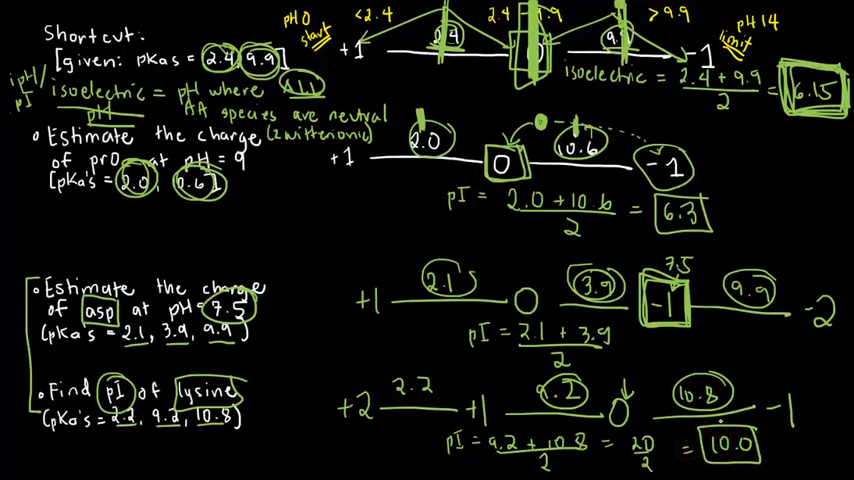 Shortcut:
[given: pKas = 2.4, 9.9]
ipH/
pI
isoelectric = pH where ALL
pH
AA species are neutral
(zwitterionic)
• Estimate the charge
of pro at pH = 9
[pKa's = 2.0, 10.6]
• Estimate the charge
of asp at pH = 7.5
(pKa's = 2.1, 3.9, 9.9)
• Find pI of lysine
(pKa's = 2.2, 9.2, 10.8)
pH 0 <2.4 2.4 - 9.9 >9.9 pH 14
start limit
+1 2.4 0 9.9 -1
isoelectric = 2.4 + 9.9 = 6.15
2
+1 2.0 0 10.6 -1
pI = 2.0 + 10.6 = 6.3
2
7.5
+1 2.1 0 3.9 -1 9.9 -2
pI = 2.1 + 3.9
2
+2 2.2 +1 9.2 0 10.8 -1
pI = 9.2 + 10.8 = 20 = 10.0
2 2